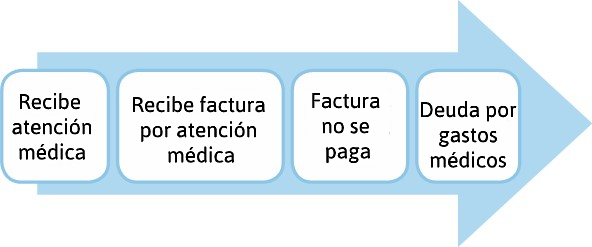 Recibe
atención
médica
Recibe factura
por atención
médica
Factura
no se
paga
Deuda por
gastos
médicos